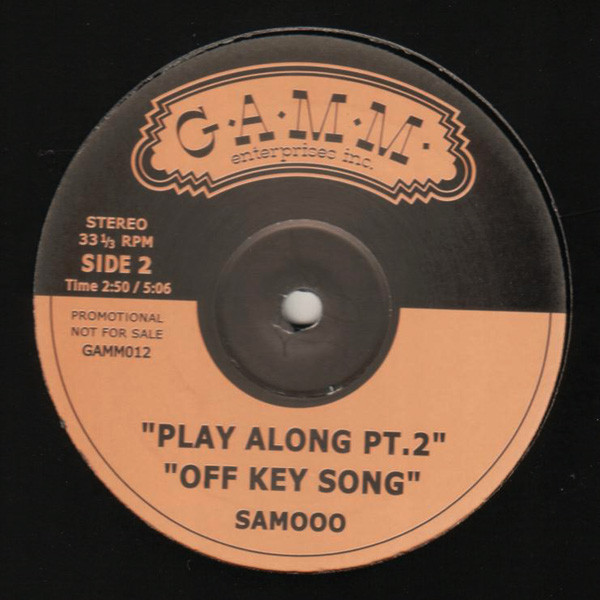 G·A·M·M·
enterprises inc.
STEREO
33 ⅓ RPM
SIDE 2
Time 2:50 / 5:06
PROMOTIONAL
NOT FOR SALE
GAMM012
"PLAY ALONG PT.2"
"OFF KEY SONG"
SAMOOO